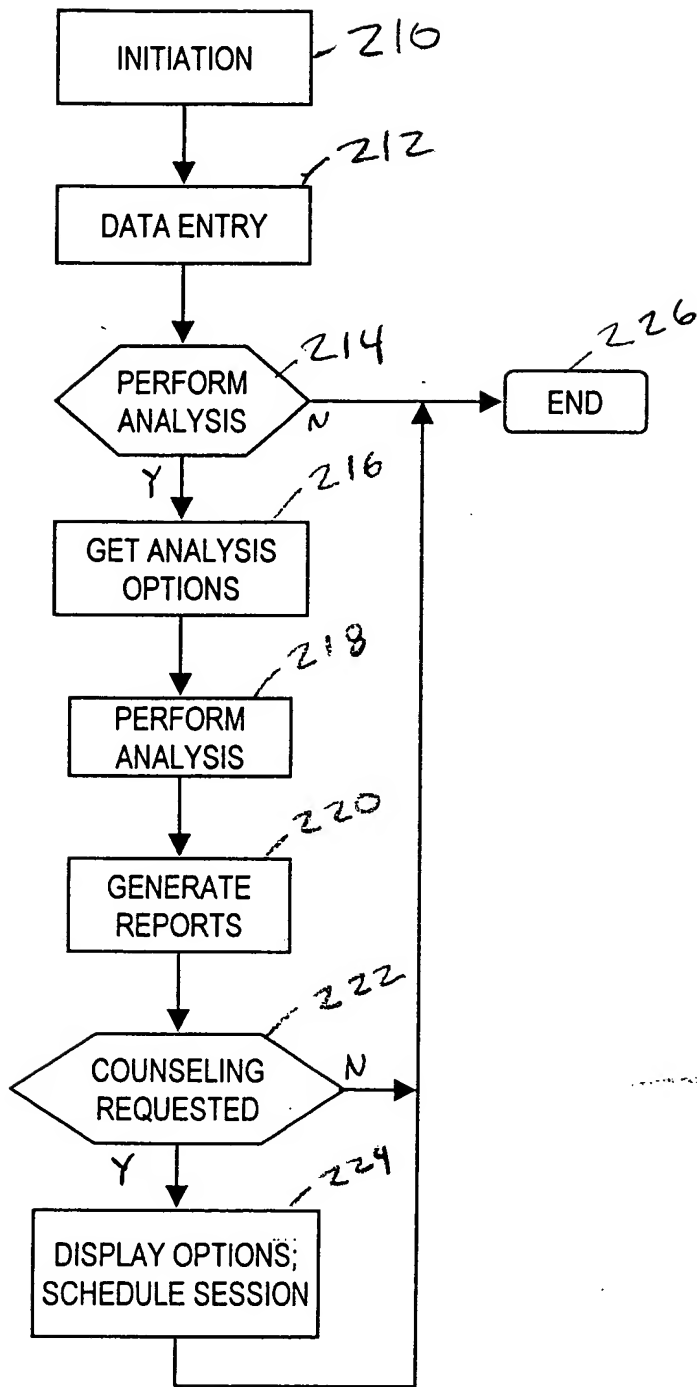 INITIATION
210
212
DATA ENTRY
214
226
PERFORM
ANALYSIS
N
END
Y
216
GET ANALYSIS
OPTIONS
218
PERFORM
ANALYSIS
220
GENERATE
REPORTS
222
COUNSELING
REQUESTED
N
Y
224
DISPLAY OPTIONS;
SCHEDULE SESSION